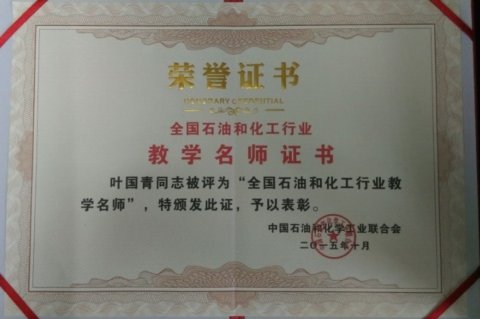 荣誉证书
HONORARY CREDENTIAL
全国石油和化工行业
教学名师证书
叶国青同志被评为“全国石油和化工行业教
学名师”，特颁发此证，予以表彰。
中国石油和化学工业联合会
二〇一五年十月